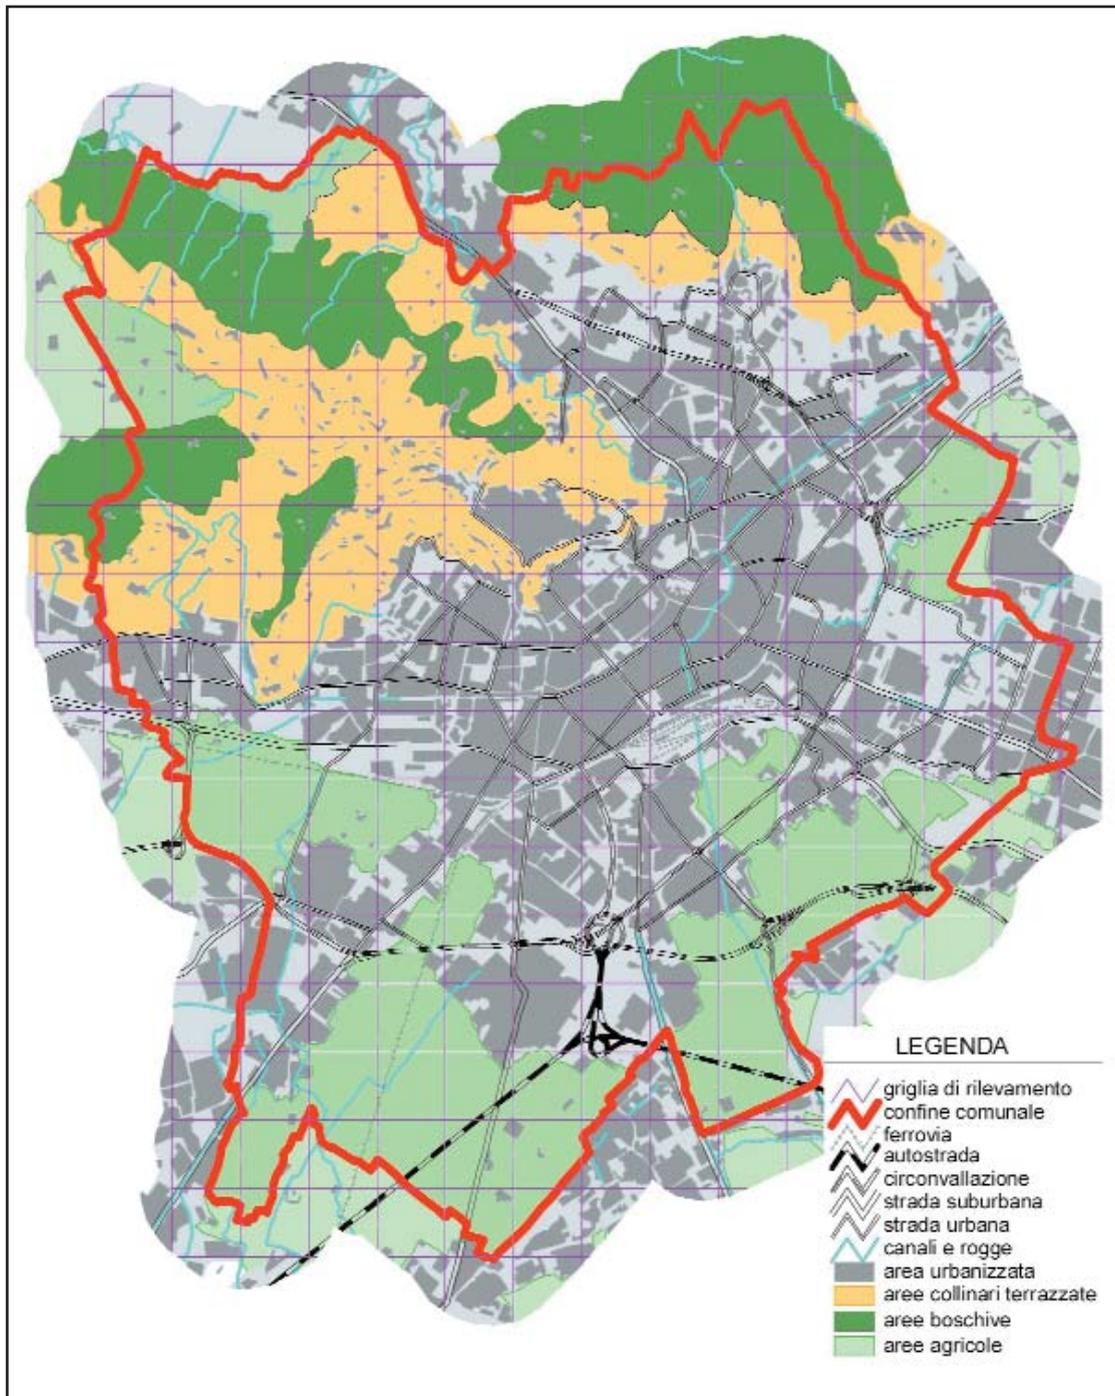 LEGENDA
griglia di rilevamento
confine comunale
ferrovia
autostrada
circonvallazione
strada suburbana
strada urbana
canali e rogge
area urbanizzata
aree collinari terrazzate
aree boschive
aree agricole